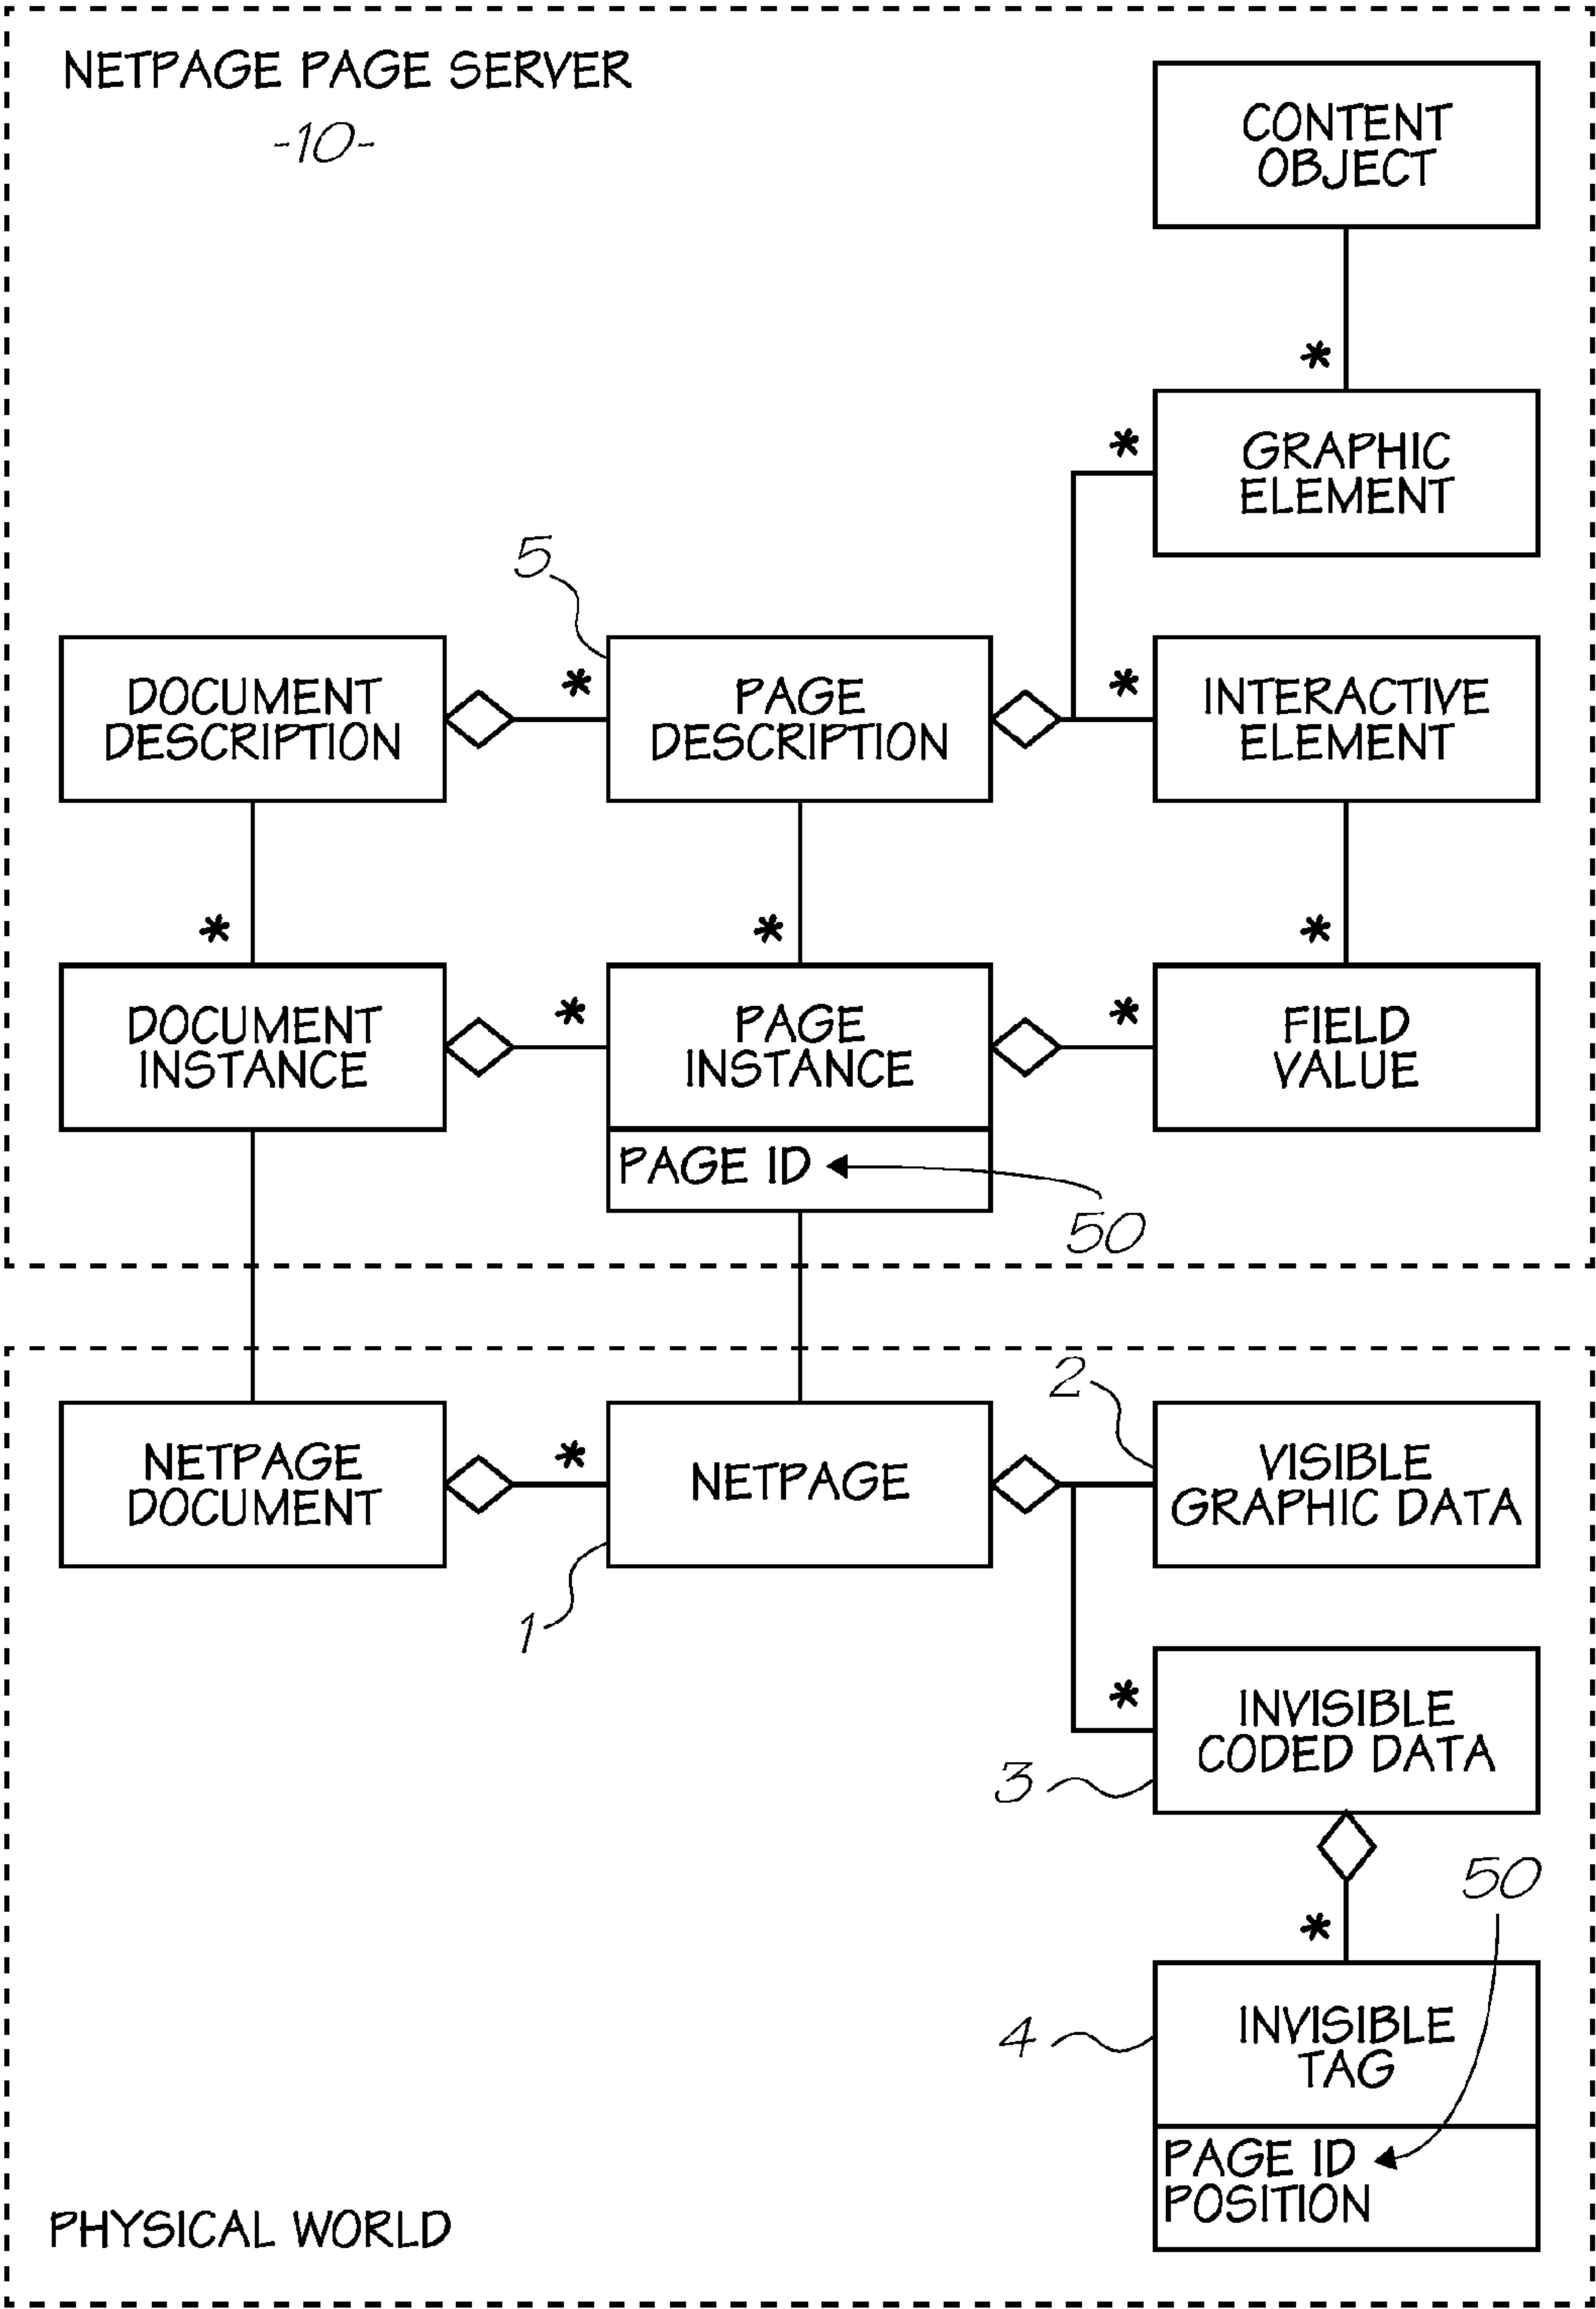 NETPAGE PAGE SERVER
-10-
CONTENT
OBJECT
*
*
GRAPHIC
ELEMENT
5
DOCUMENT
DESCRIPTION
*
PAGE
DESCRIPTION
*
INTERACTIVE
ELEMENT
*
*
*
DOCUMENT
INSTANCE
*
PAGE
INSTANCE
*
FIELD
VALUE
PAGE ID
50
2
NETPAGE
DOCUMENT
*
NETPAGE
VISIBLE
GRAPHIC DATA
1
*
INVISIBLE
CODED DATA
3
50
*
4
INVISIBLE
TAG
PAGE ID
POSITION
PHYSICAL WORLD